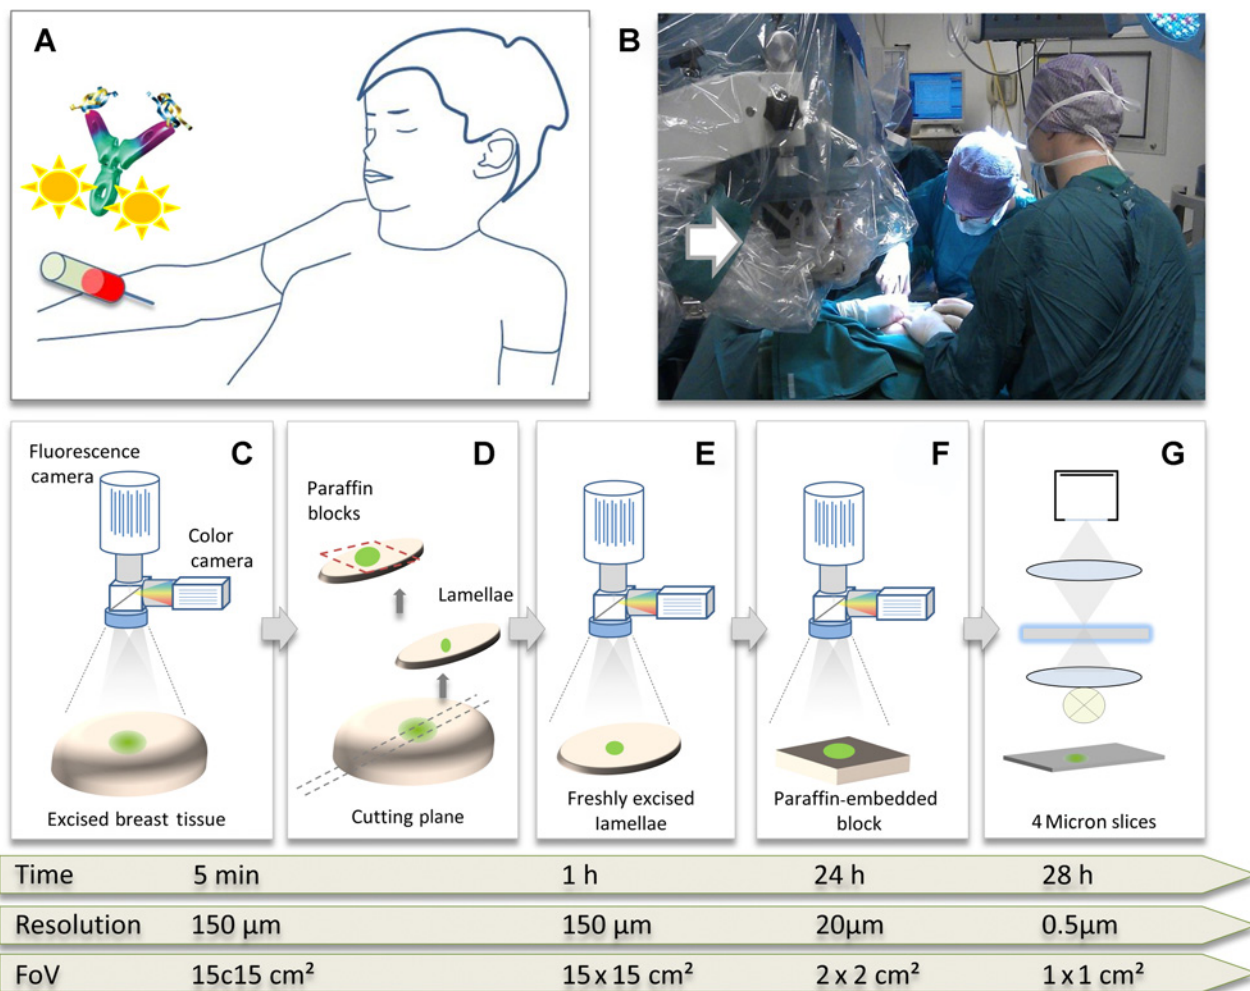 A
B
Fluorescence
camera
C
Color
camera
Excised breast tissue
D
Paraffin
blocks
Lamellae
Cutting plane
E
Freshly excised
lamellae
F
Paraffin-embedded
block
G
4 Micron slices
Time 5 min 1 h 24 h 28 h
Resolution 150 µm 150 µm 20µm 0.5µm
FoV 15c15 cm² 15 x 15 cm² 2 x 2 cm² 1 x 1 cm²